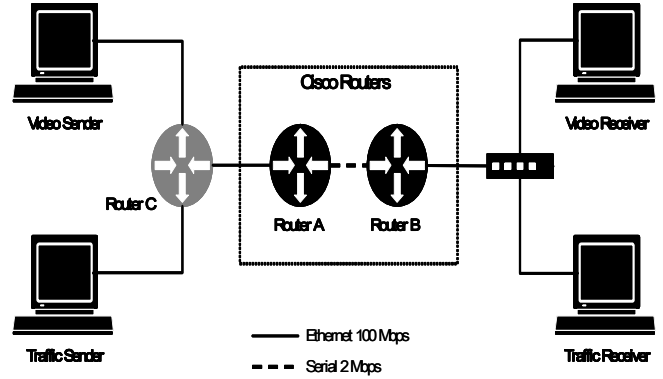 Cisco Routers
Video Sender
Video Receiver
Router C
Router A
Router B
Ethernet 100 Mbps
Serial 2 Mbps
Traffic Sender
Traffic Receiver